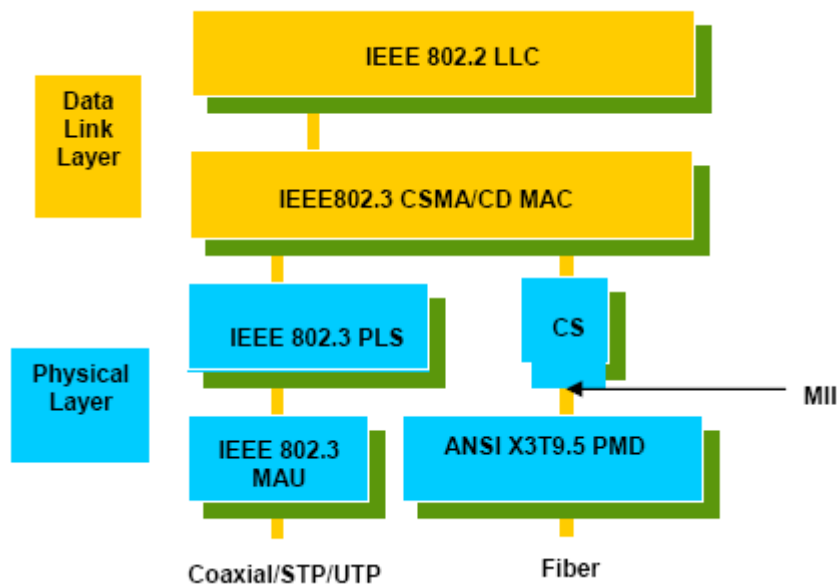 IEEE 802.2 LLC
Data
Link
Layer
IEEE802.3 CSMA/CD MAC
IEEE 802.3 PLS
CS
Physical
Layer
MII
IEEE 802.3
MAU
ANSI X3T9.5 PMD
Coaxial/STP/UTP
Fiber